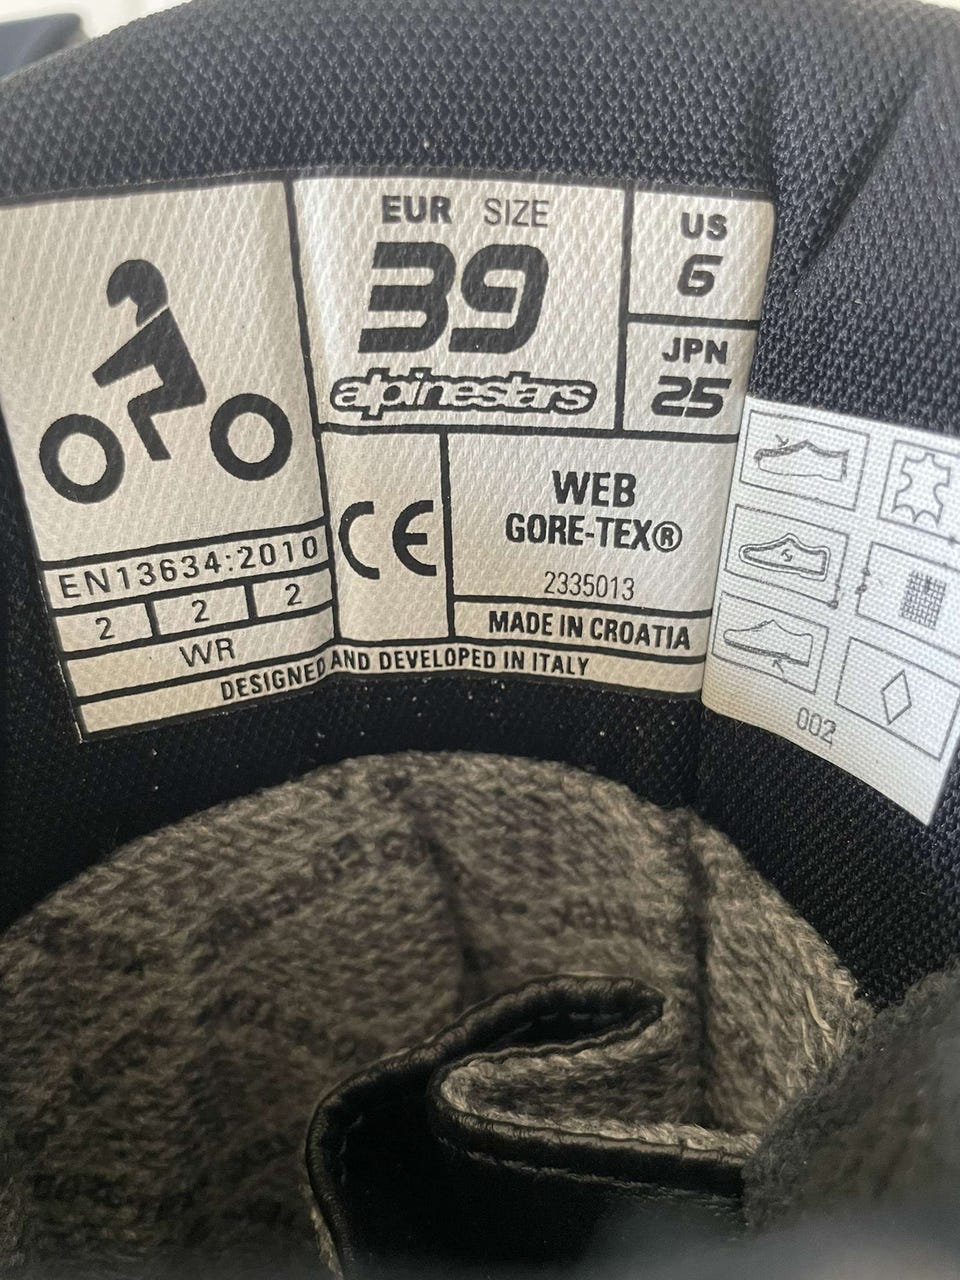 EUR SIZE
39
alpinestars
US
6
JPN
25
EN13634:2010
2 2 2
WR
CE
WEB
GORE-TEX®
2335013
MADE IN CROATIA
DESIGNED AND DEVELOPED IN ITALY
002